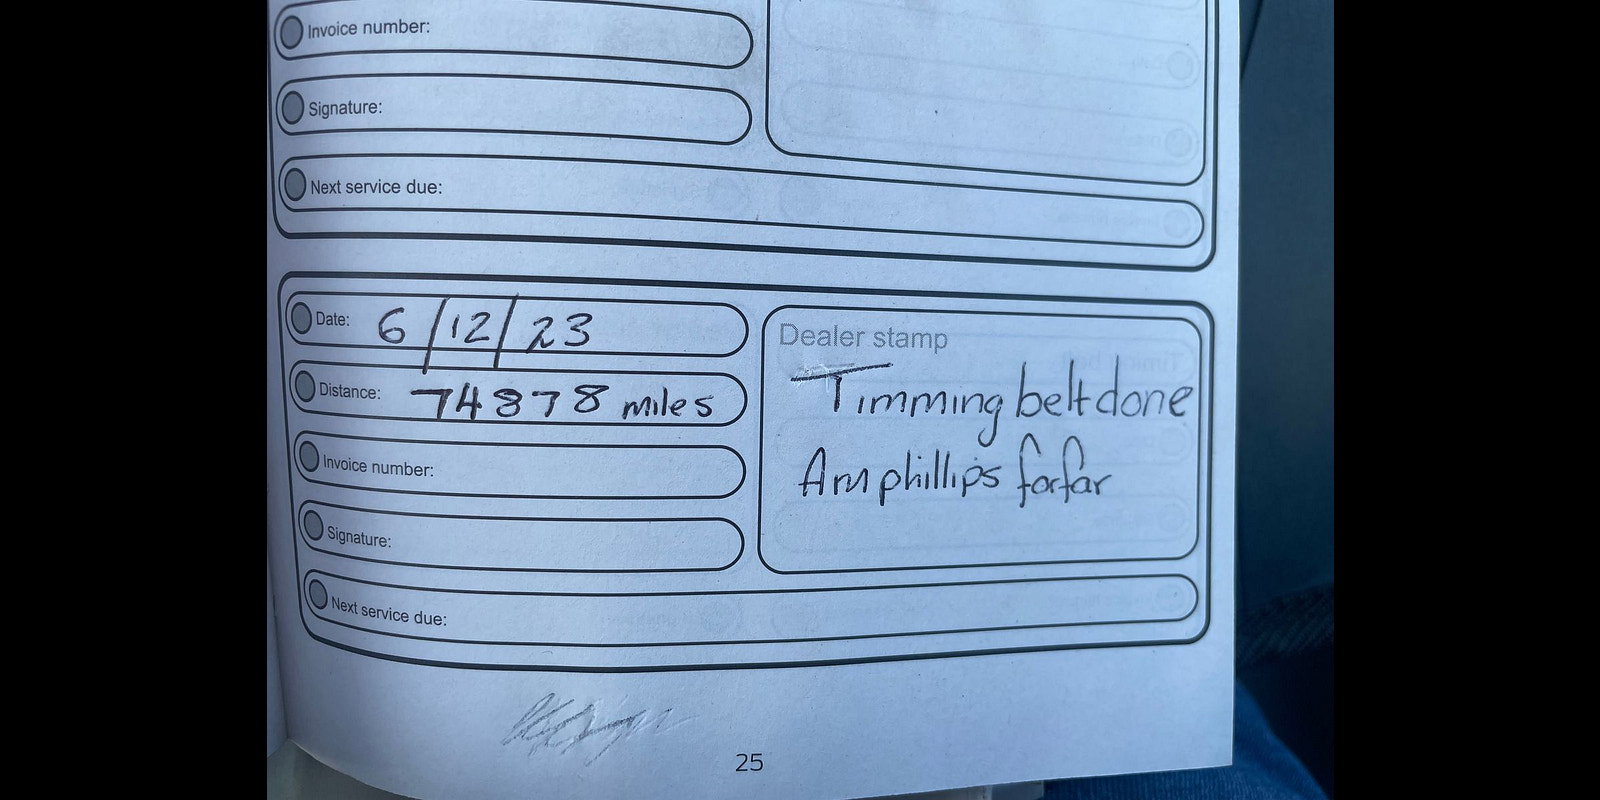 Invoice number:
Signature:
Next service due:
Date: 6/12/23
Distance: 74878 miles
Invoice number:
Signature:
Next service due:
Dealer stamp
Timming belt done
Am phillips forfar
25